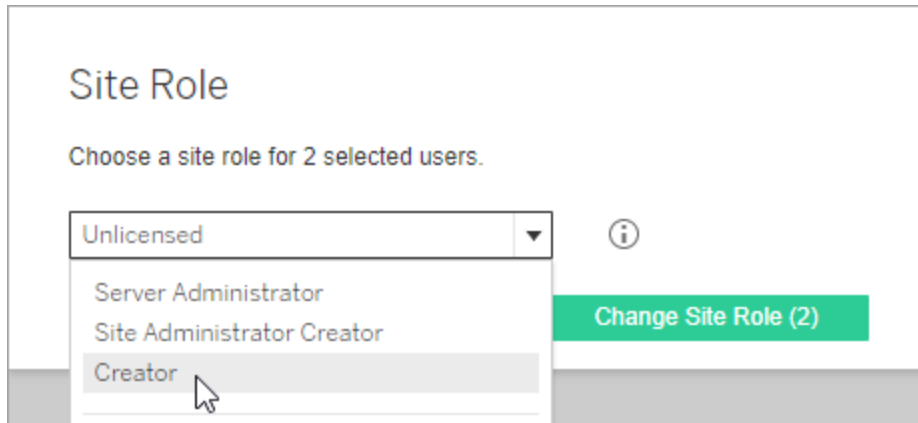 Site Role
Choose a site role for 2 selected users.
Unlicensed
Server Administrator
Change Site Role (2)
Site Administrator Creator
Creator